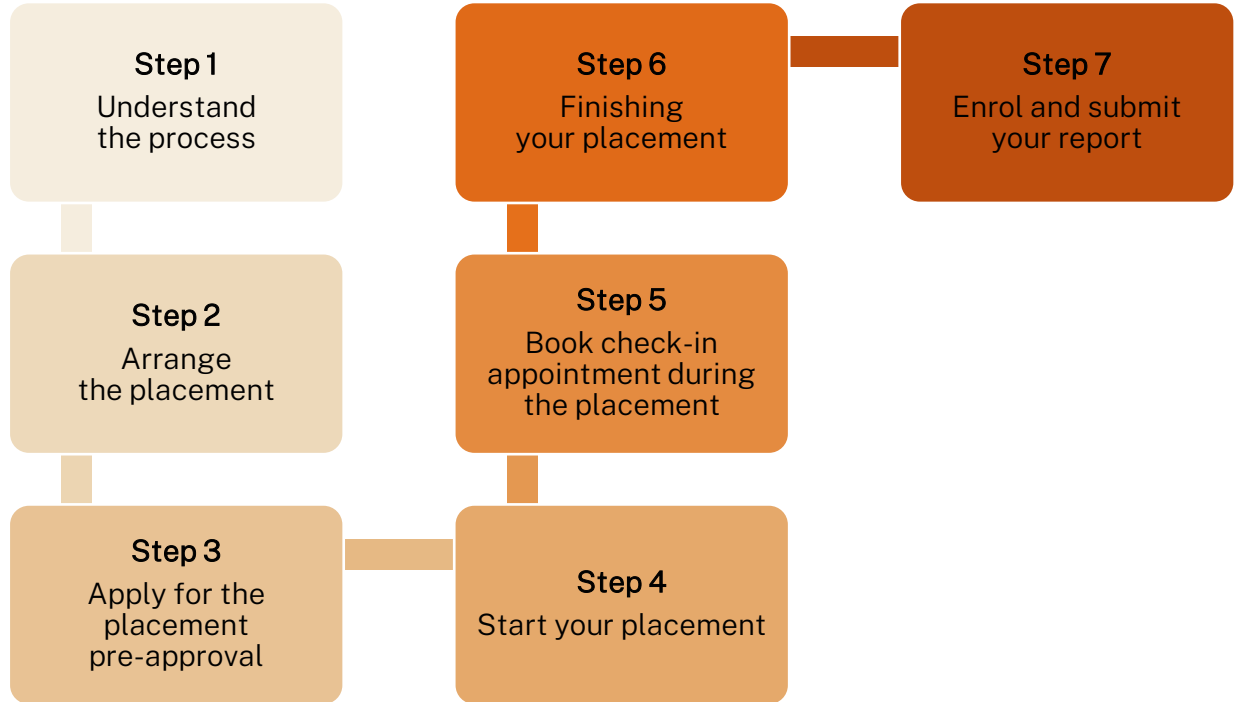 Step 1
Understand
the process
Step 2
Arrange
the placement
Step 3
Apply for the
placement
pre-approval
Step 4
Start your placement
Step 5
Book check-in
appointment during
the placement
Step 6
Finishing
your placement
Step 7
Enrol and submit
your report